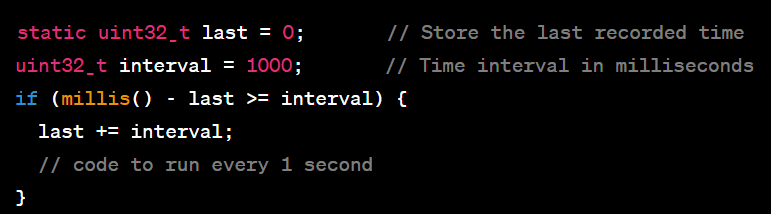 static uint32_t last = 0;       // Store the last recorded time
uint32_t interval = 1000;       // Time interval in milliseconds
if (millis() - last >= interval) {
  last += interval;
  // code to run every 1 second
}